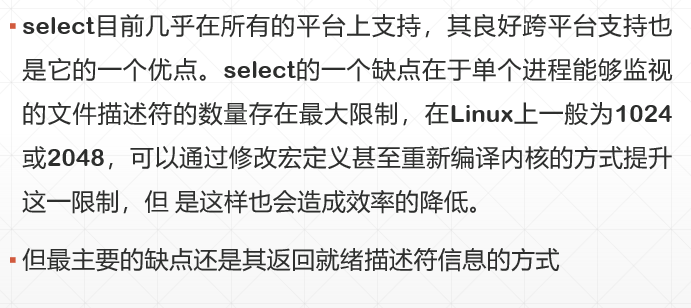 select目前几乎在所有的平台上支持，其良好跨平台支持也
是它的一个优点。select的一个缺点在于单个进程能够监视
的文件描述符的数量存在最大限制，在Linux上一般为1024
或2048，可以通过修改宏定义甚至重新编译内核的方式提升
这一限制，但 是这样也会造成效率的降低。
但最主要的缺点还是其返回就绪描述符信息的方式